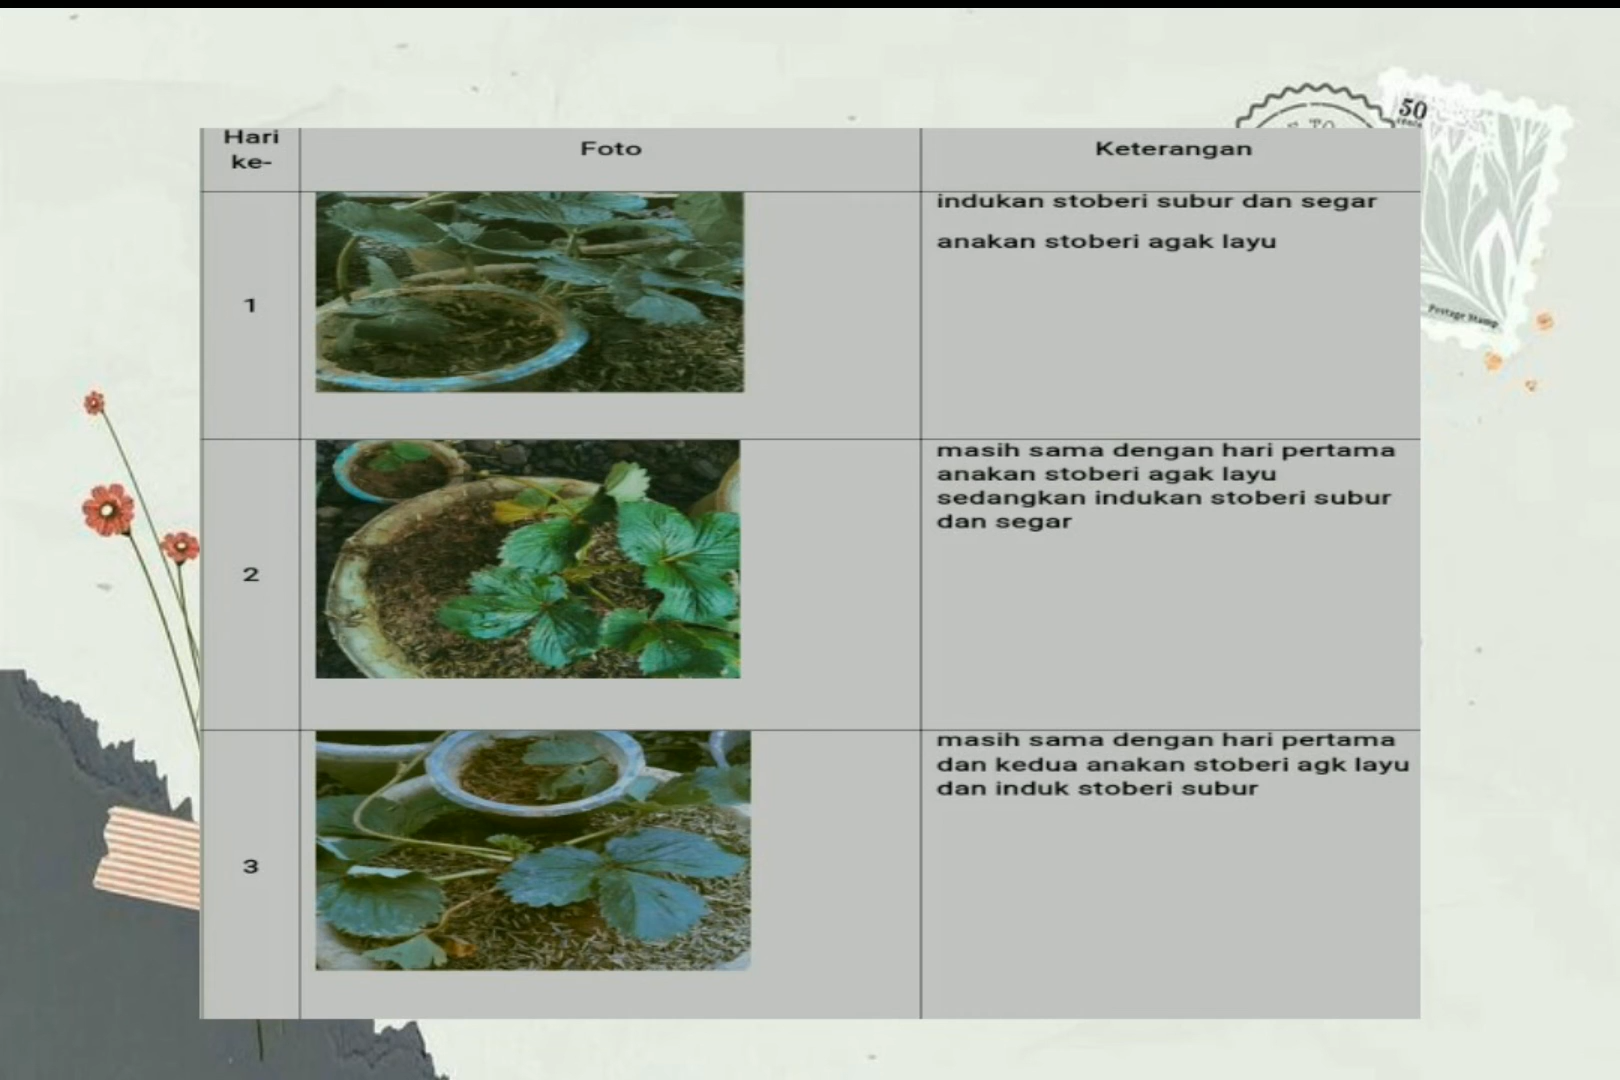 50
Hari
ke-
Foto
Keterangan
1
indukan stoberi subur dan segar
anakan stoberi agak layu
Postage Stamp
2
masih sama dengan hari pertama
anakan stoberi agak layu
sedangkan indukan stoberi subur
dan segar
3
masih sama dengan hari pertama
dan kedua anakan stoberi agk layu
dan induk stoberi subur